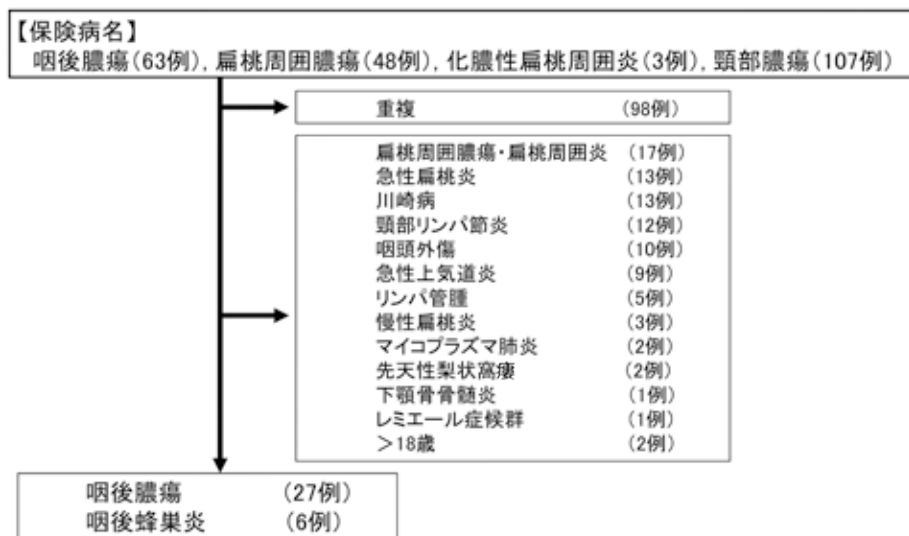 【保険病名】
咽後膿瘍(63例), 扁桃周囲膿瘍(48例), 化膿性扁桃周囲炎(3例), 頸部膿瘍(107例)
重複 (98例)
扁桃周囲膿瘍・扁桃周囲炎 (17例)
急性扁桃炎 (13例)
川崎病 (13例)
頸部リンパ節炎 (12例)
咽頭外傷 (10例)
急性上気道炎 (9例)
リンパ管腫 (5例)
慢性扁桃炎 (3例)
マイコプラズマ肺炎 (2例)
先天性梨状窩瘻 (2例)
下顎骨骨髄炎 (1例)
レミエール症候群 (1例)
>18歳 (2例)
咽後膿瘍 (27例)
咽後蜂巣炎 (6例)